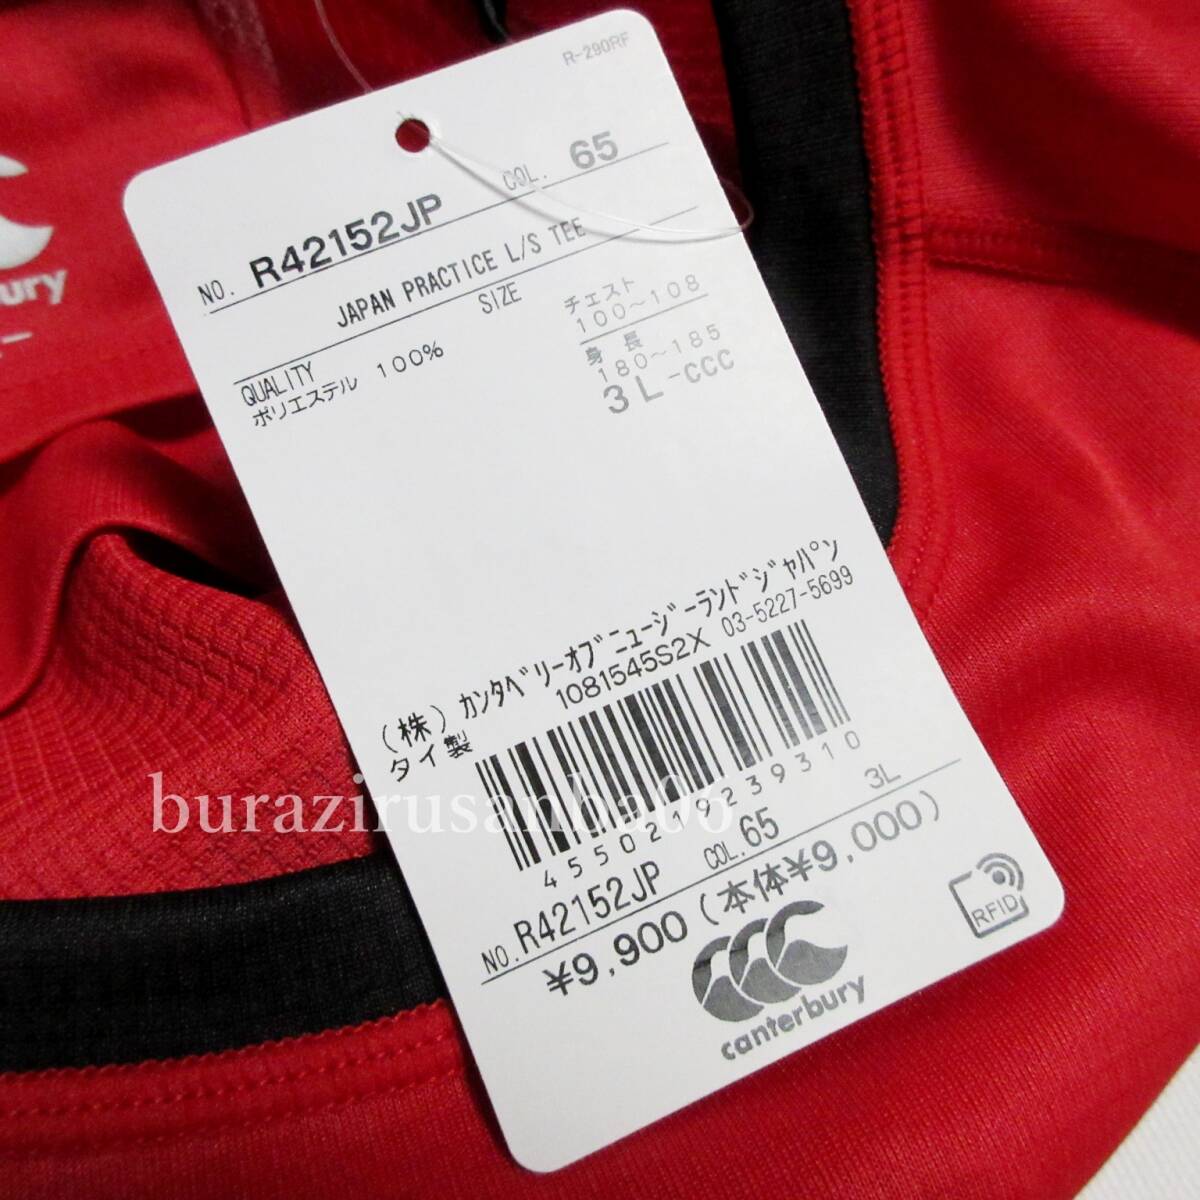 R-290RF
NO. R42152JP COL. 65
JAPAN PRACTICE L/S TEE
QUALITY SIZE
ポリエステル 100%
チェスト
100～108
身長
180～185
3L-CCC
(株)カンタベリーオブニュージーランドジャパン
タイ製 1081545S2X 03-5227-5699
4550219239310
NO. R42152JP COL. 65 3L
¥9,900(本体¥9,000)
RFID
canterbury
bury
burazirusanba06